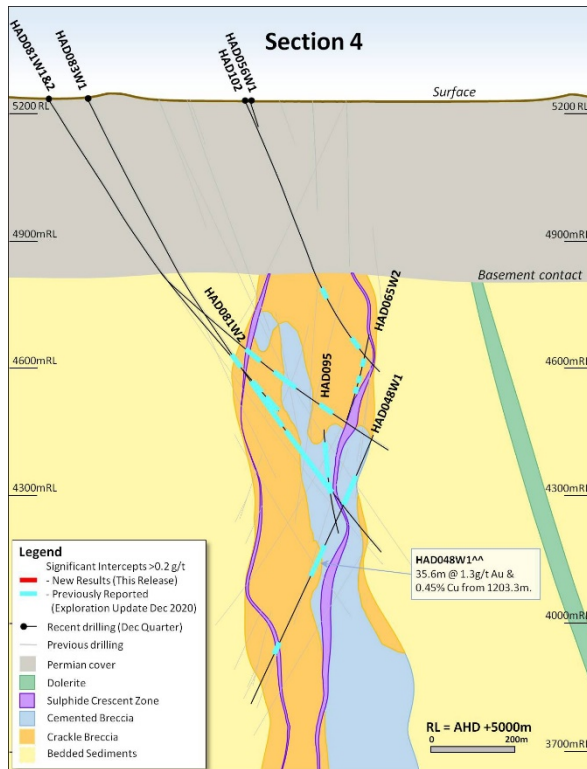 Section 4
HAD081W1&2
HAD083W1
HAD056W1
HAD102
Surface
5200 RL
5200 RL
4900mRL
4900mRL
Basement contact
HAD081W2
HAD065W2
4600mRL
4600mRL
HAD095
HAD048W1
4300mRL
4300mRL
HAD048W1^^
35.6m @ 1.3g/t Au &
0.45% Cu from 1203.3m.
4000mRL
Legend
Significant Intercepts >0.2 g/t
- New Results (This Release)
- Previously Reported
(Exploration Update Dec 2020)
Recent drilling (Dec Quarter)
Previous drilling
Permian cover
Dolerite
Sulphide Crescent Zone
Cemented Breccia
Crackle Breccia
Bedded Sediments
RL = AHD +5000m
0 200m
3700mRL